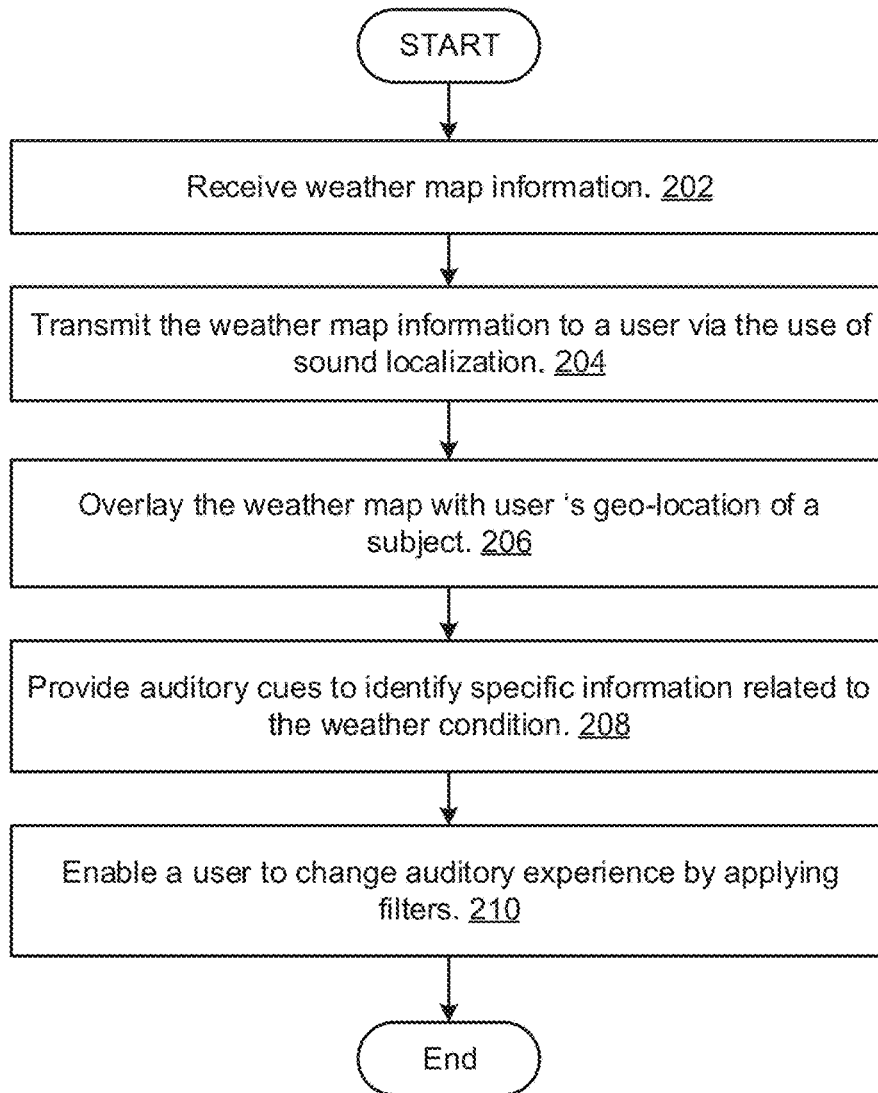 START
Receive weather map information. 202
Transmit the weather map information to a user via the use of
sound localization. 204
Overlay the weather map with user 's geo-location of a
subject. 206
Provide auditory cues to identify specific information related to
the weather condition. 208
Enable a user to change auditory experience by applying
filters. 210
End